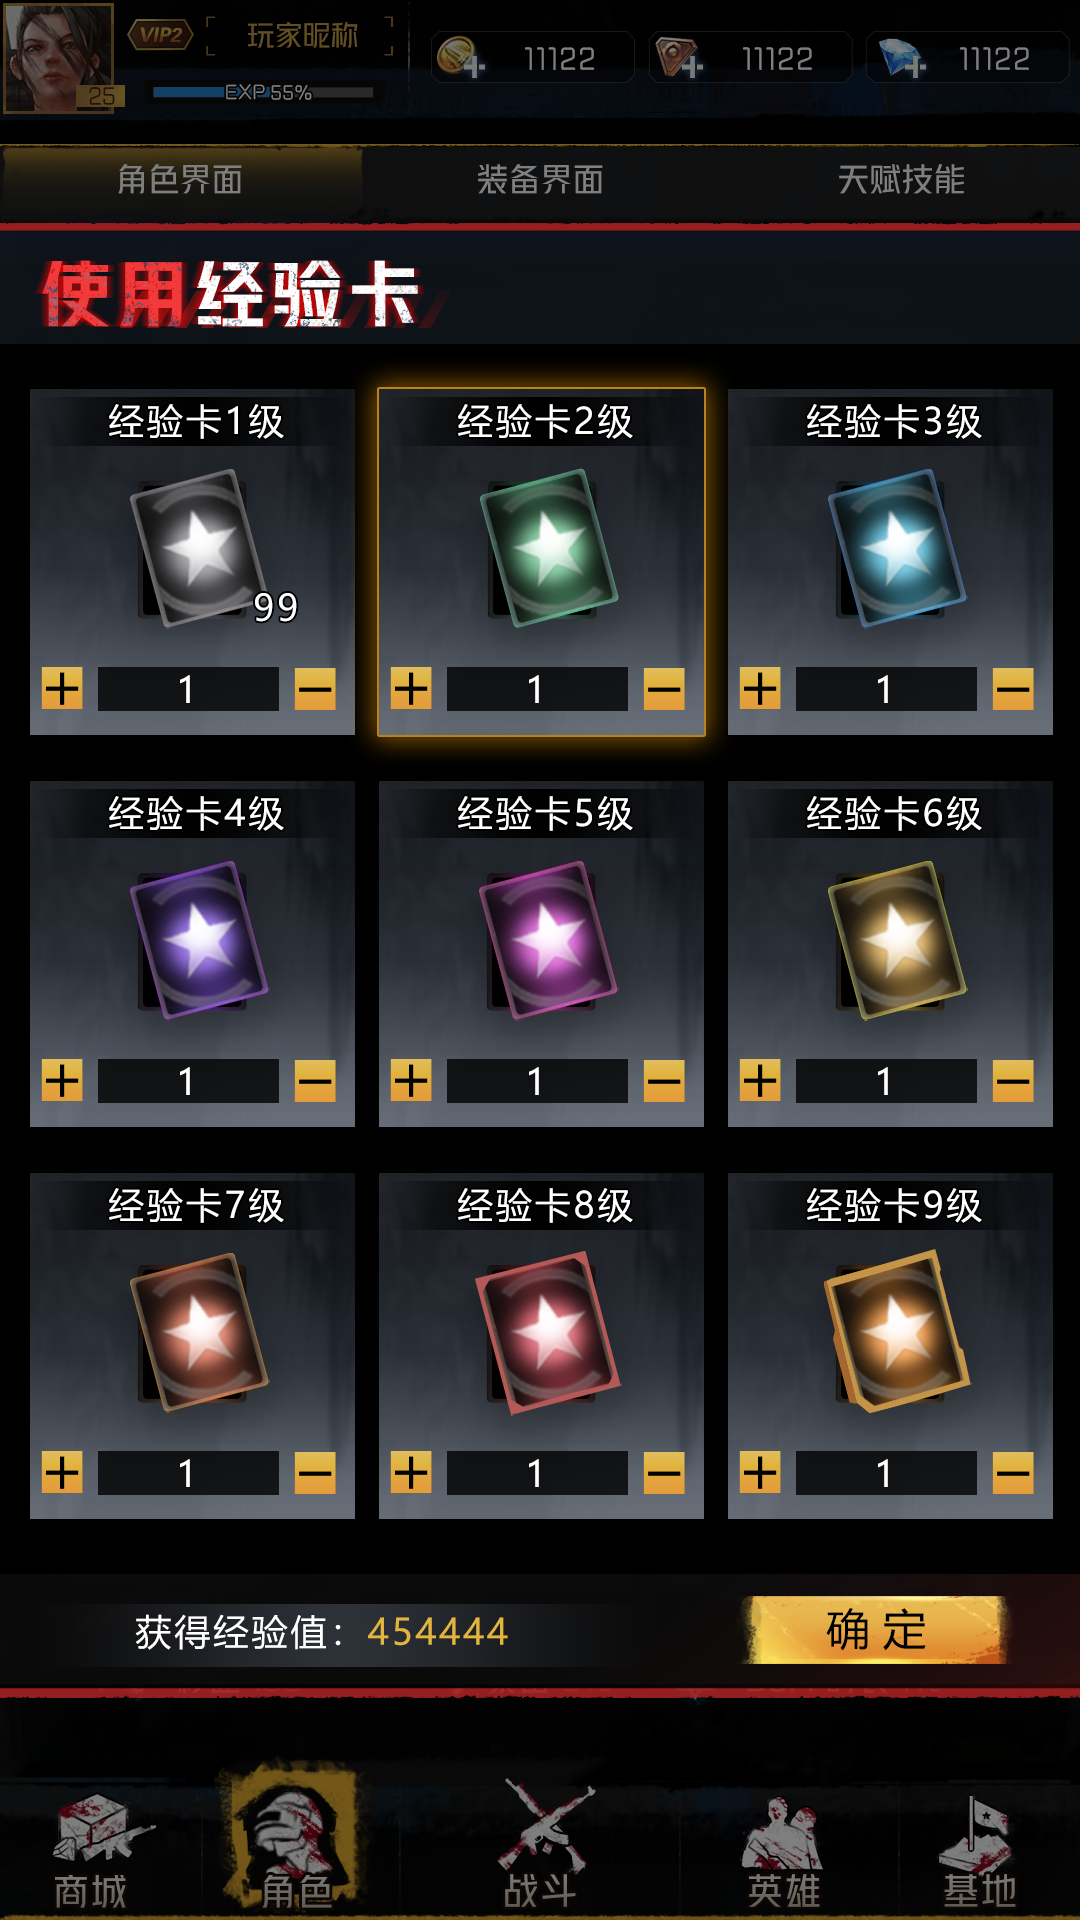 VIP2 玩家昵称
25
EXP 55%
11122 11122 11122
角色界面 装备界面 天赋技能
使用经验卡
经验卡1级 经验卡2级 经验卡3级
99
1 1 1
经验卡4级 经验卡5级 经验卡6级
1 1 1
经验卡7级 经验卡8级 经验卡9级
1 1 1
获得经验值：454444
确 定
商城 角色 战斗 英雄 基地